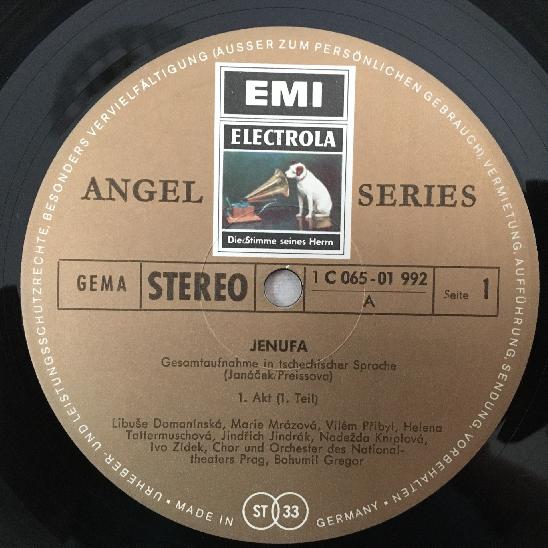 URHEBER- UND LEISTUNGSSCHUTZRECHTE, BESONDERS VERVIELFÄLTIGUNG (AUSSER ZUM PERSÖNLICHEN GEBRAUCH), VERMIETUNG, AUFFÜHRUNG, SENDUNG, VORBEHALTEN
EMI
ELECTROLA
ANGEL SERIES
Die Stimme seines Herrn
GEMA STEREO 1 C 065-01 992 Seite 1
A
JENUFA
Gesamtaufnahme in tschechischer Sprache
(Janáček/Preissova)
1. Akt (1. Teil)
Libuše Domanínská, Marie Mrázová, Vilém Přibyl, Helena
Tattermuschová, Jindřich Jindrák, Nadežda Kniplová,
Ivo Zídek, Chor und Orchester des National-
theaters Prag, Bohumil Gregor
MADE IN ST 33 GERMANY